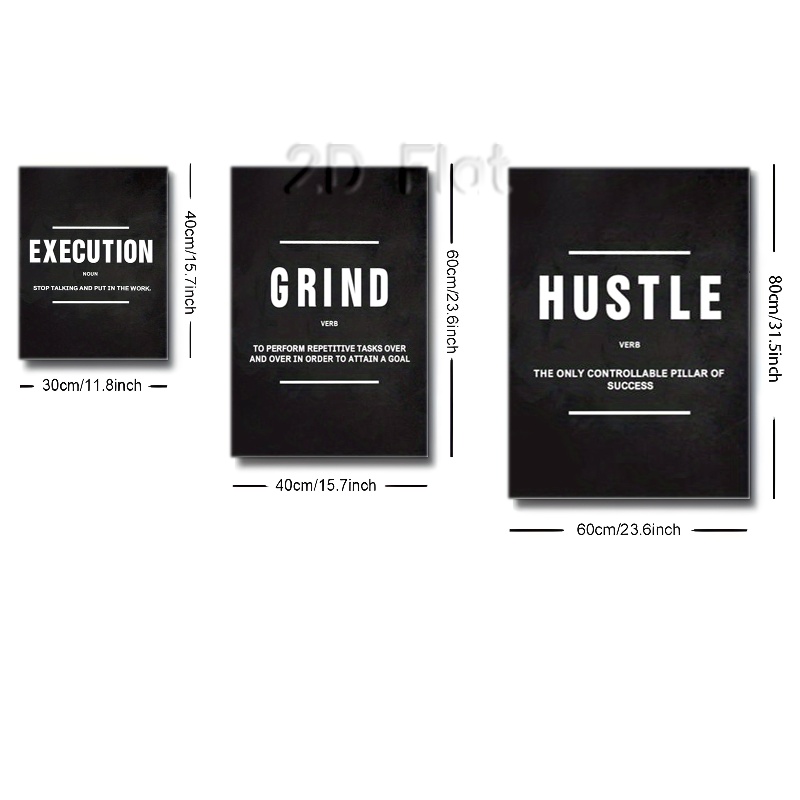 2D Flat
EXECUTION
NOUN
STOP TALKING AND PUT IN THE WORK.
40cm/15.7inch
30cm/11.8inch
GRIND
VERB
TO PERFORM REPETITIVE TASKS OVER
AND OVER IN ORDER TO ATTAIN A GOAL
60cm/23.6inch
40cm/15.7inch
HUSTLE
VERB
THE ONLY CONTROLLABLE PILLAR OF
SUCCESS
80cm/31.5inch
60cm/23.6inch